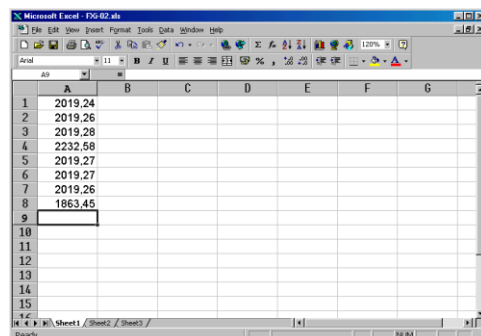 Microsoft Excel - FXG-02.xls
File Edit View Insert Format Tools Data Window Help
120%
Arial 11 B I U % ,
A9 =
A B C D E F G
1 2019,24
2 2019,26
3 2019,28
4 2232,58
5 2019,27
6 2019,27
7 2019,26
8 1863,45
9
10
11
12
13
14
15
16
Sheet1 Sheet2 Sheet3
Ready NUM